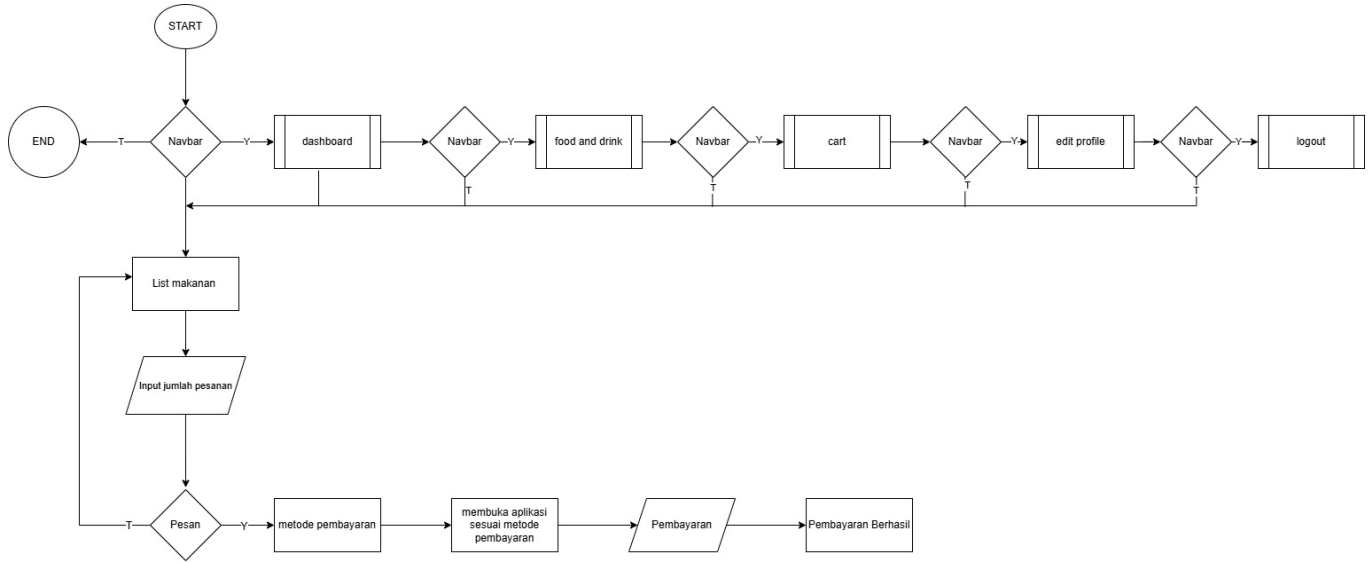 START
END
T
Navbar
Y
dashboard
Navbar
Y
food and drink
Navbar
Y
cart
Navbar
Y
edit profile
Navbar
Y
logout
T
T
T
T
List makanan
Input jumlah pesanan
T
Pesan
Y
metode pembayaran
membuka aplikasi
sesuai metode
pembayaran
Pembayaran
Pembayaran Berhasil